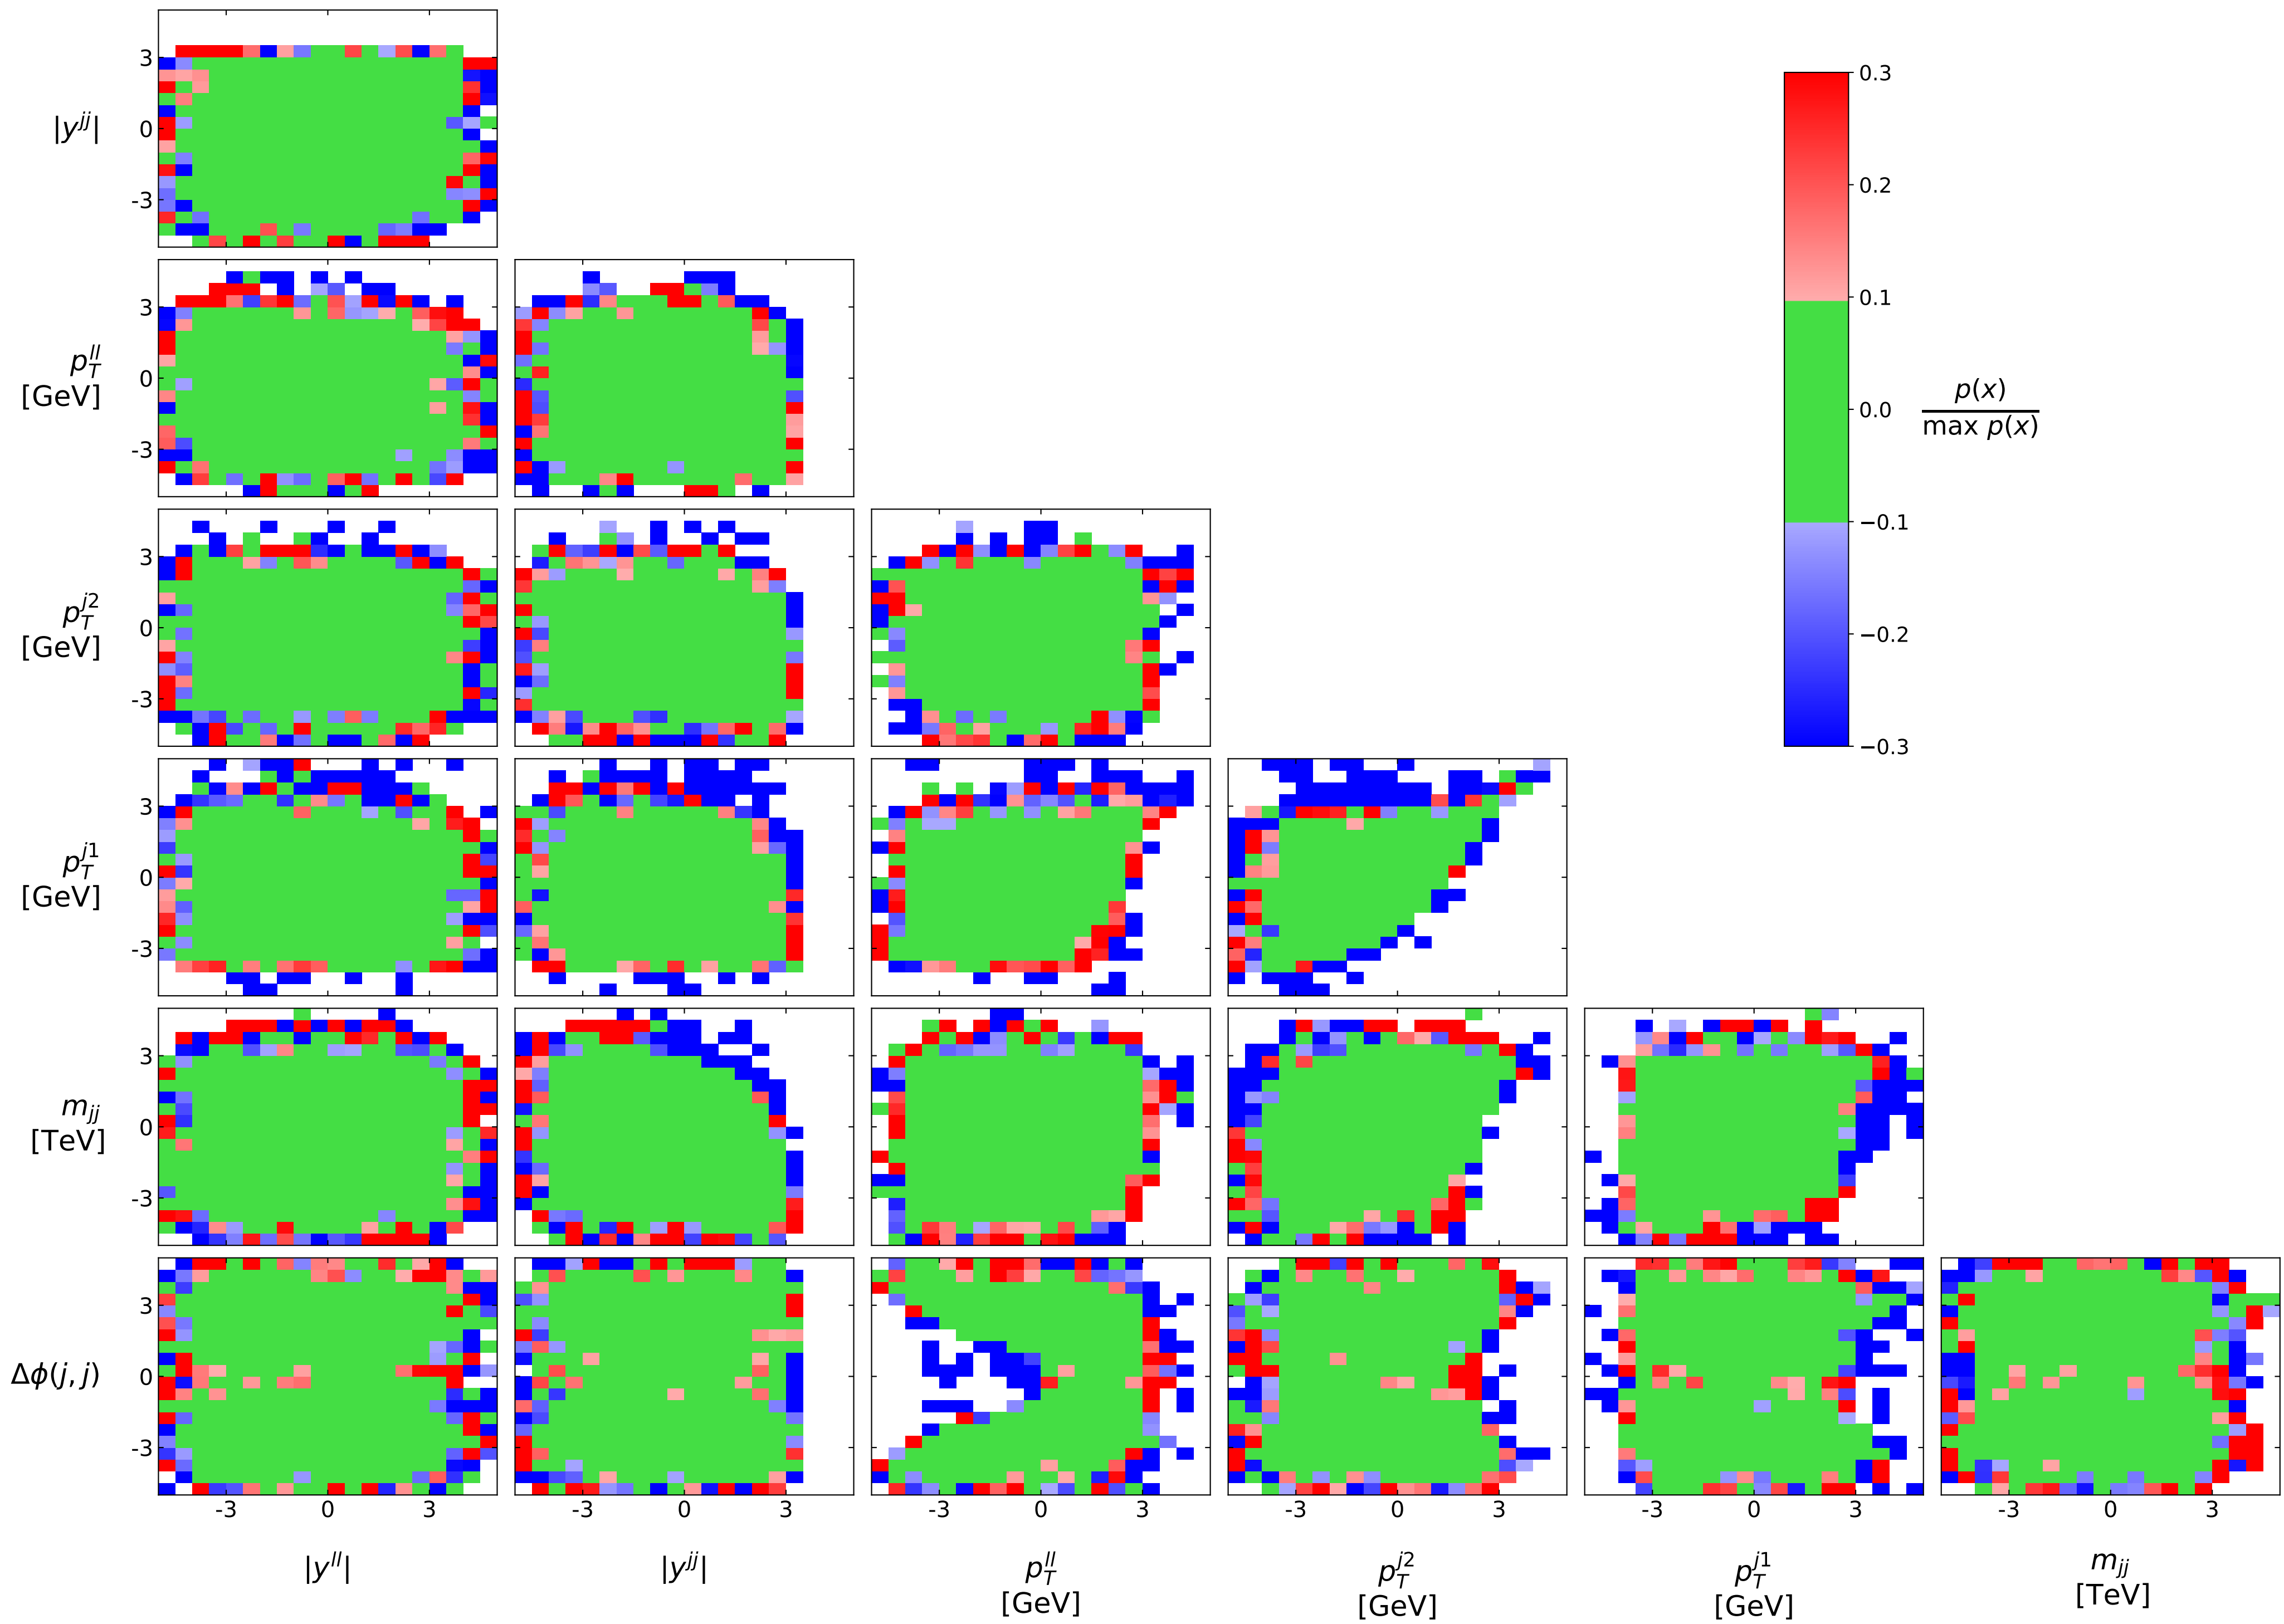 3
0
-3
|y^{jj}|
3
0
-3
p_T^{ll}
[GeV]
3
0
-3
p_T^{j2}
[GeV]
3
0
-3
p_T^{j1}
[GeV]
3
0
-3
m_{jj}
[TeV]
3
0
-3
Δϕ(j, j)
-3 0 3
-3 0 3
-3 0 3
-3 0 3
-3 0 3
-3 0 3
|y^{ll}|
|y^{jj}|
p_T^{ll}
[GeV]
p_T^{j2}
[GeV]
p_T^{j1}
[GeV]
m_{jj}
[TeV]
0.3
0.2
0.1
0.0
−0.1
−0.2
−0.3
p(x)
max p(x)